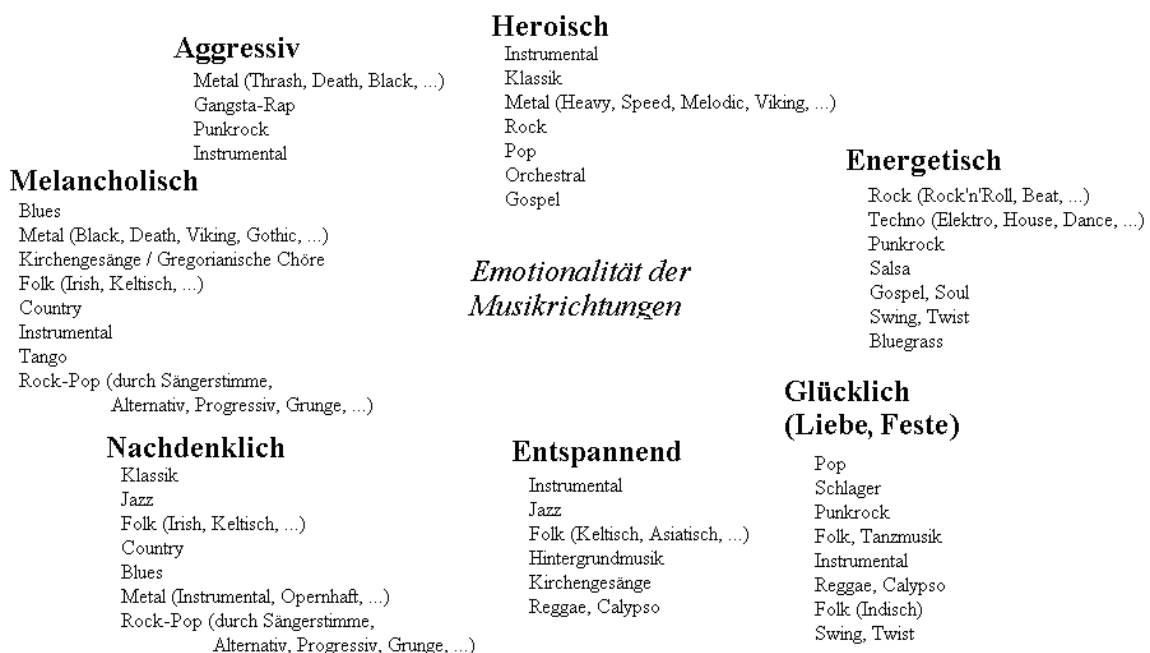 Heroisch
Instrumental
Klassik
Metal (Heavy, Speed, Melodic, Viking, ...)
Rock
Pop
Orchestral
Gospel
Aggressiv
Metal (Thrash, Death, Black, ...)
Gangsta-Rap
Punkrock
Instrumental
Energetisch
Rock (Rock'n'Roll, Beat, ...)
Techno (Elektro, House, Dance, ...)
Punkrock
Salsa
Gospel, Soul
Swing, Twist
Bluegrass
Melancholisch
Blues
Metal (Black, Death, Viking, Gothic, ...)
Kirchengesänge / Gregorianische Chöre
Folk (Irish, Keltisch, ...)
Country
Instrumental
Tango
Rock-Pop (durch Sängerstimme,
Alternativ, Progressiv, Grunge, ...)
Emotionalität der
Musikrichtungen
Glücklich
(Liebe, Feste)
Pop
Schlager
Punkrock
Folk, Tanzmusik
Instrumental
Reggae, Calypso
Folk (Indisch)
Swing, Twist
Nachdenklich
Klassik
Jazz
Folk (Irish, Keltisch, ...)
Country
Blues
Metal (Instrumental, Opernhaft, ...)
Rock-Pop (durch Sängerstimme,
Alternativ, Progressiv, Grunge, ...)
Entspannend
Instrumental
Jazz
Folk (Keltisch, Asiatisch, ...)
Hintergrundmusik
Kirchengesänge
Reggae, Calypso